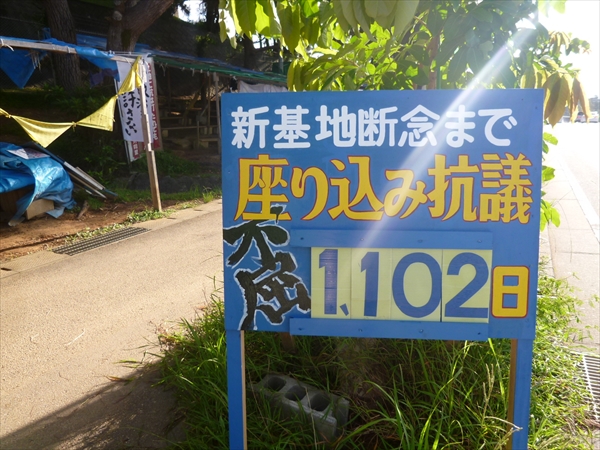 新基地断念まで
座り込み抗議
不屈 1,102日